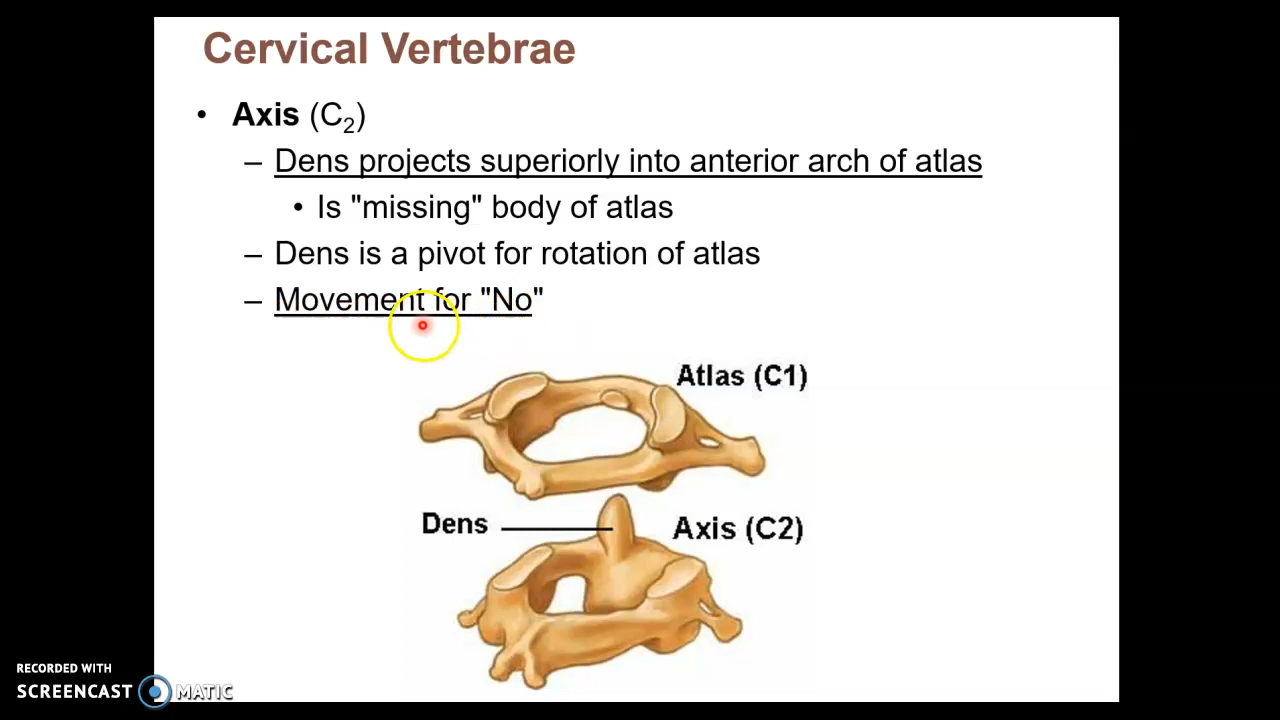 Cervical Vertebrae
• Axis (C₂)
– Dens projects superiorly into anterior arch of atlas
• Is "missing" body of atlas
– Dens is a pivot for rotation of atlas
– Movement for "No"
Atlas (C1)
Dens
Axis (C2)
RECORDED WITH
SCREENCAST MATIC